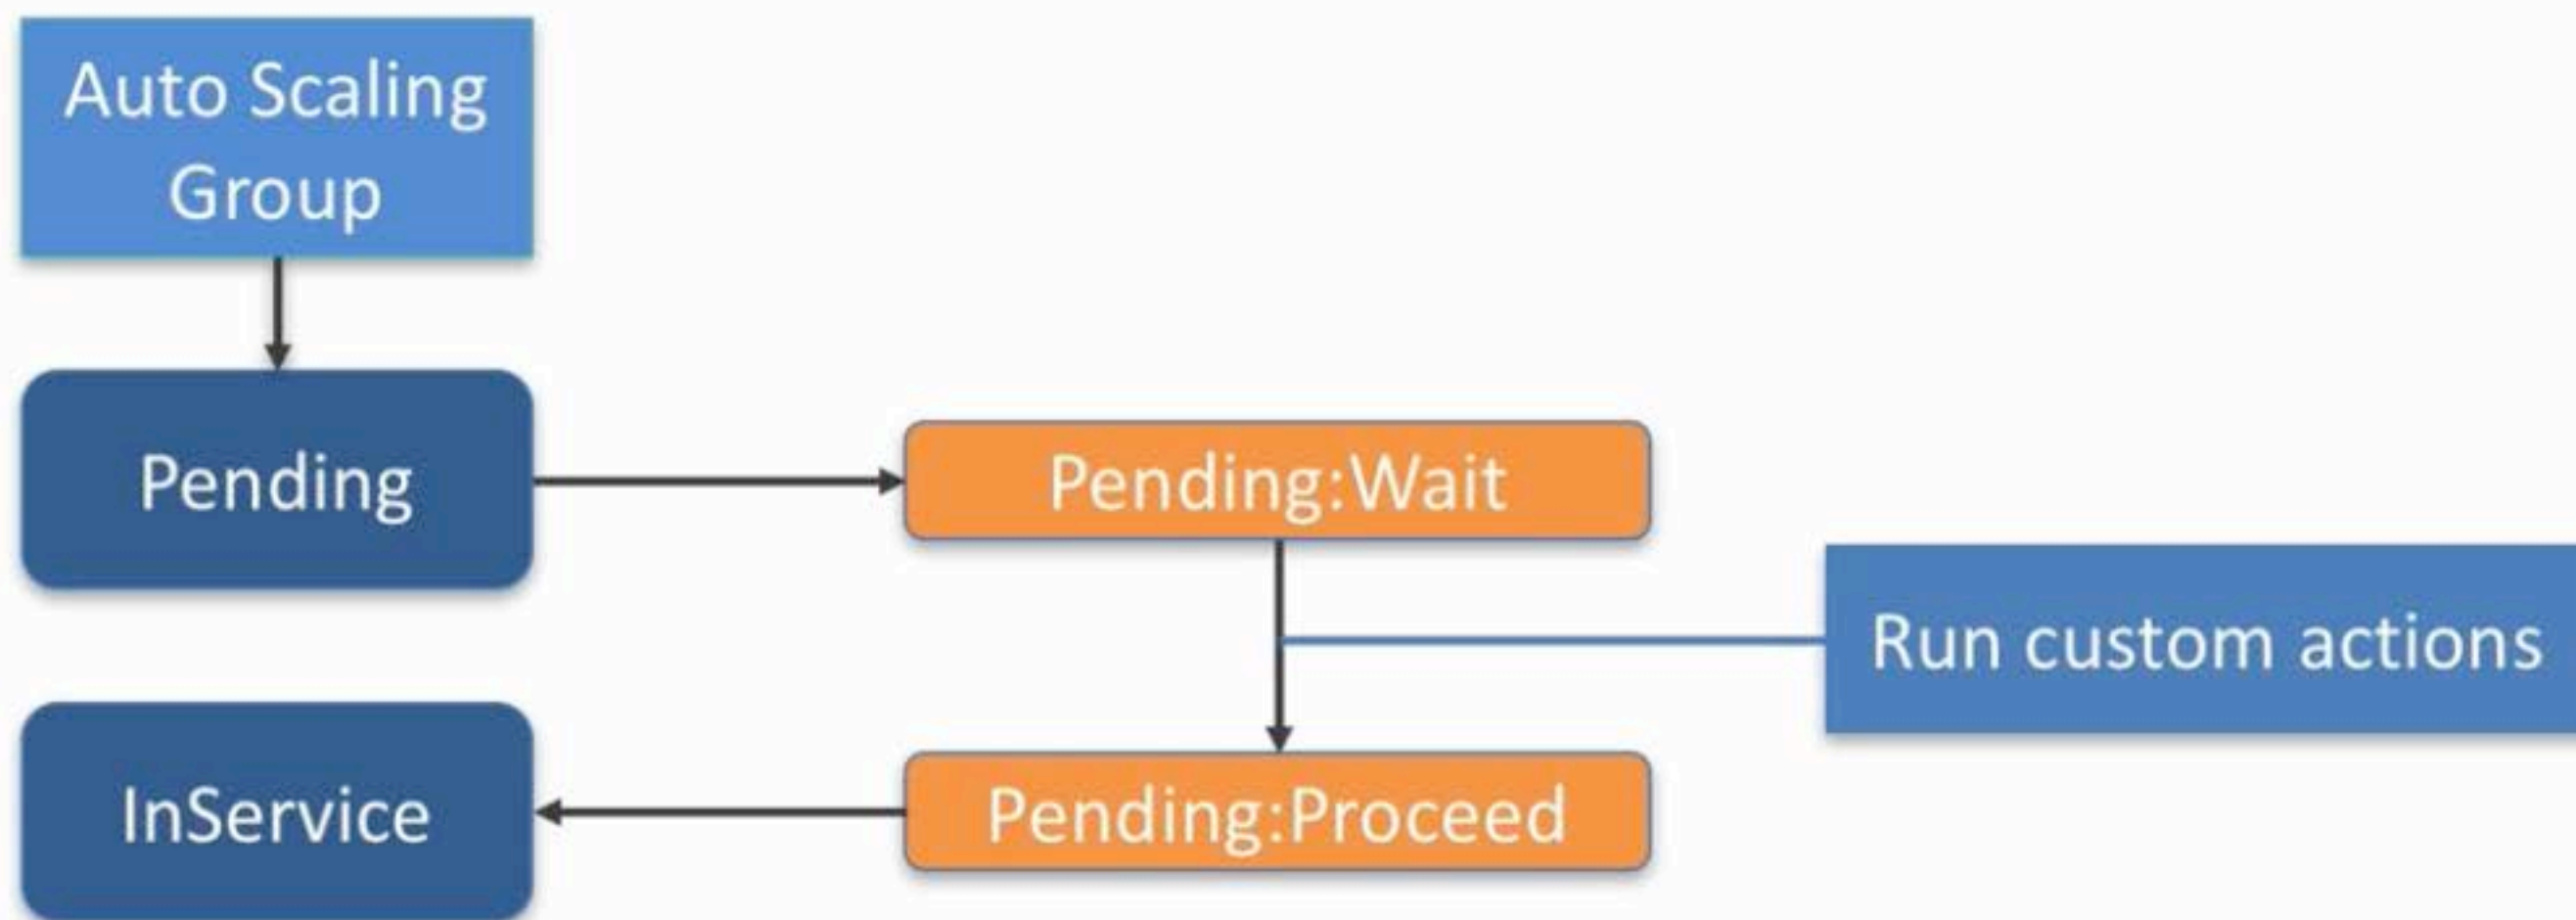 Auto Scaling
Group
Pending
Pending:Wait
Run custom actions
InService
Pending:Proceed